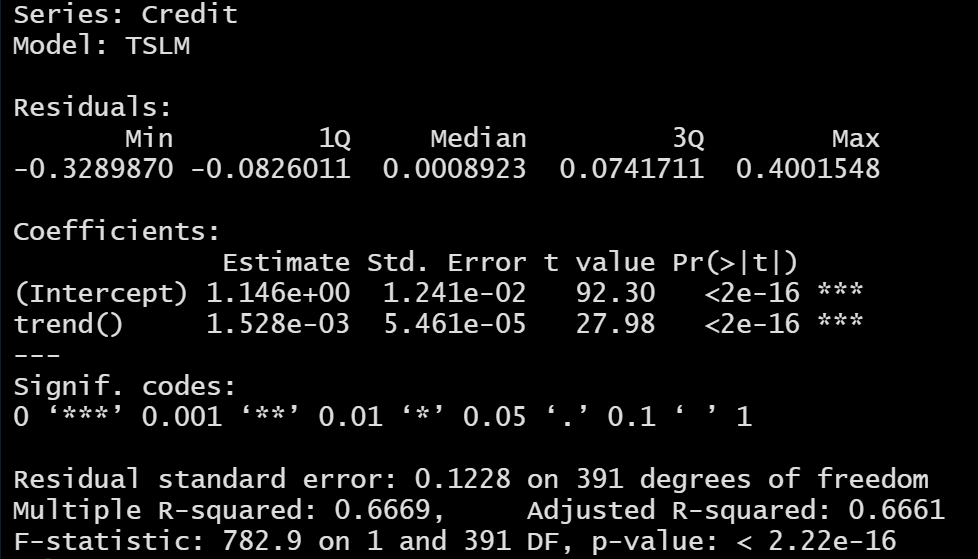 Series: Credit
Model: TSLM
Residuals:
Min 1Q Median 3Q Max
-0.3289870 -0.0826011 0.0008923 0.0741711 0.4001548
Coefficients:
Estimate Std. Error t value Pr(>|t|)
(Intercept) 1.146e+00 1.241e-02 92.30 <2e-16 ***
trend() 1.528e-03 5.461e-05 27.98 <2e-16 ***
---
Signif. codes:
0 ‘***’ 0.001 ‘**’ 0.01 ‘*’ 0.05 ‘.’ 0.1 ‘ ’ 1
Residual standard error: 0.1228 on 391 degrees of freedom
Multiple R-squared: 0.6669, Adjusted R-squared: 0.6661
F-statistic: 782.9 on 1 and 391 DF, p-value: < 2.22e-16